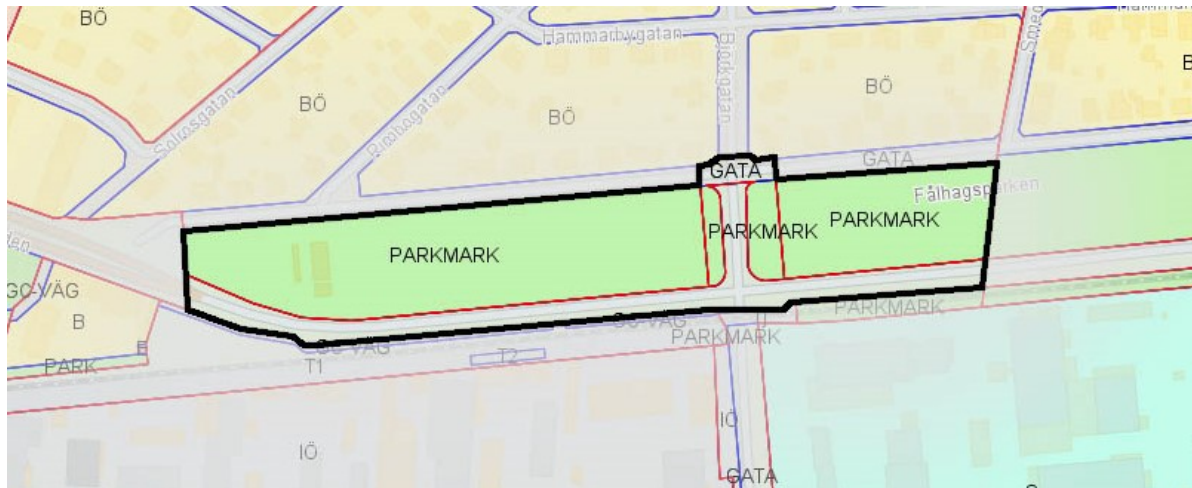 BÖ
Hammarbygatan
Björkgatan
BÖ
BÖ
BÖ
Solrosgatan
Rimbogatan
GATA
GATA
Fålhagsparken
PARKMARK
PARKMARK
PARKMARK
GC-VÄG
B
PARK
GC-VÄG
PARKMARK
GC-VÄG
PARKMARK
T1
T2
IÖ
IÖ
GATA